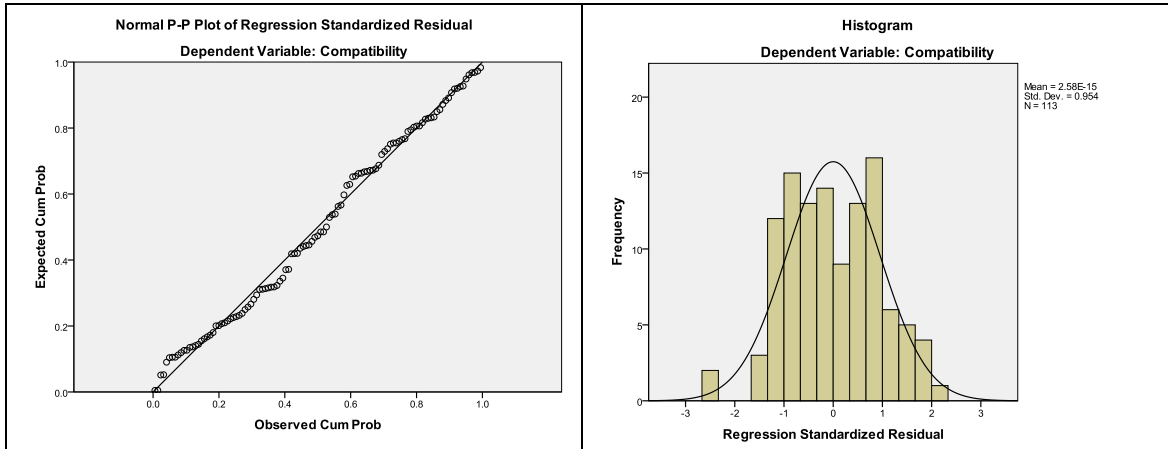 Normal P-P Plot of Regression Standardized Residual
Dependent Variable: Compatibility
1.0
0.8
0.6
0.4
0.2
0.0
Expected Cum Prob
0.0 0.2 0.4 0.6 0.8 1.0
Observed Cum Prob
Histogram
Dependent Variable: Compatibility
Mean = 2.58E-15
Std. Dev. = 0.954
N = 113
20
15
10
5
0
Frequency
-3 -2 -1 0 1 2 3
Regression Standardized Residual